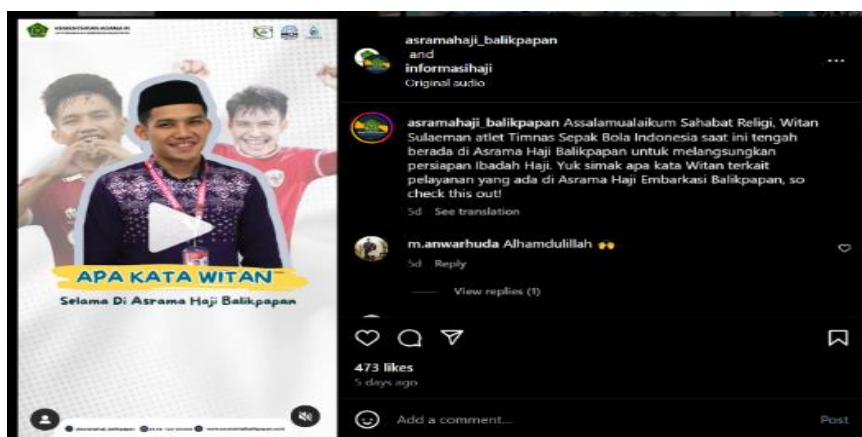 KEMENTERIAN AGAMA RI
APA KATA WITAN
Selama Di Asrama Haji Balikpapan
asramahaji_balikpapan
and
informasihaji
Original audio
asramahaji_balikpapan Assalamualaikum Sahabat Religi, Witan
Sulaeman atlet Timnas Sepak Bola Indonesia saat ini tengah
berada di Asrama Haji Balikpapan untuk melangsungkan
persiapan Ibadah Haji. Yuk simak apa kata Witan terkait
pelayanan yang ada di Asrama Haji Embarkasi Balikpapan, so
check this out!
5d See translation
m.anwarhuda Alhamdulillah 🙌
5d Reply
View replies (1)
473 likes
5 days ago
Add a comment...
Post